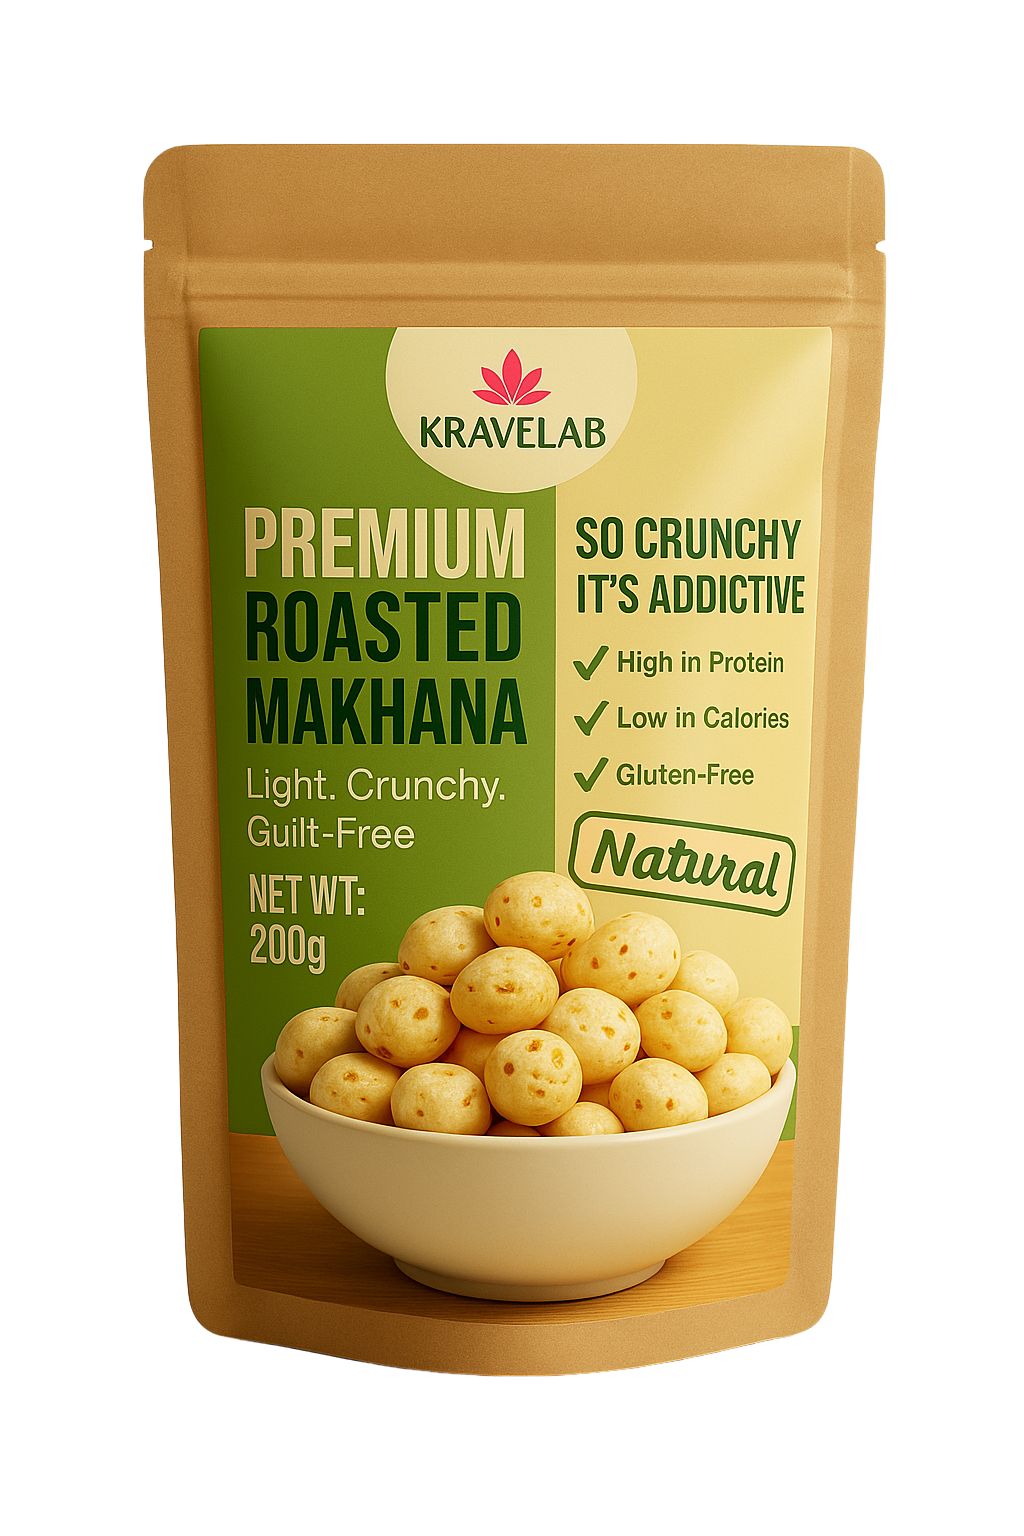 KRAVELAB
PREMIUM
ROASTED
MAKHANA
Light. Crunchy.
Guilt-Free
NET WT:
200g
SO CRUNCHY
IT'S ADDICTIVE
✓ High in Protein
✓ Low in Calories
✓ Gluten-Free
Natural